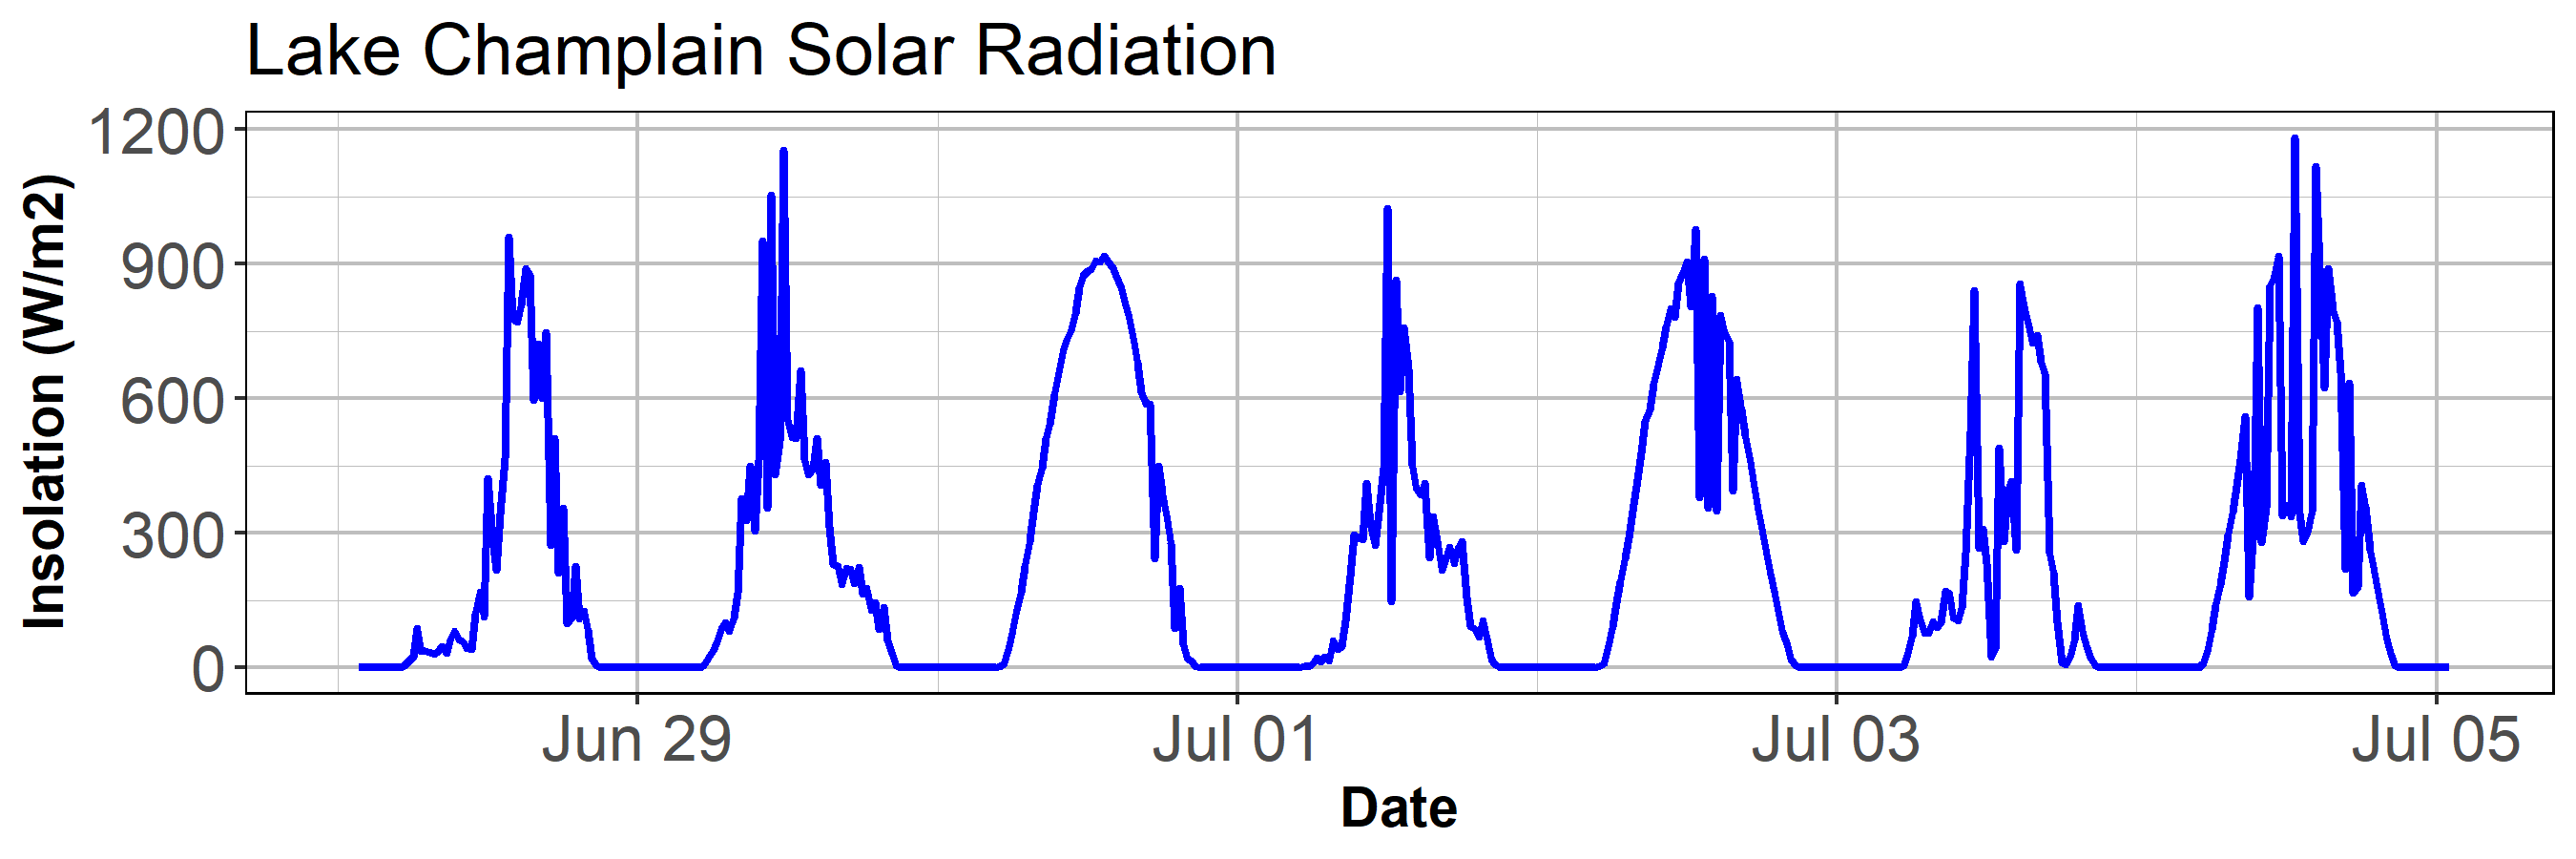 Lake Champlain Solar Radiation
1200
900
600
300
0
Insolation (W/m2)
Jun 29 Jul 01 Jul 03 Jul 05
Date